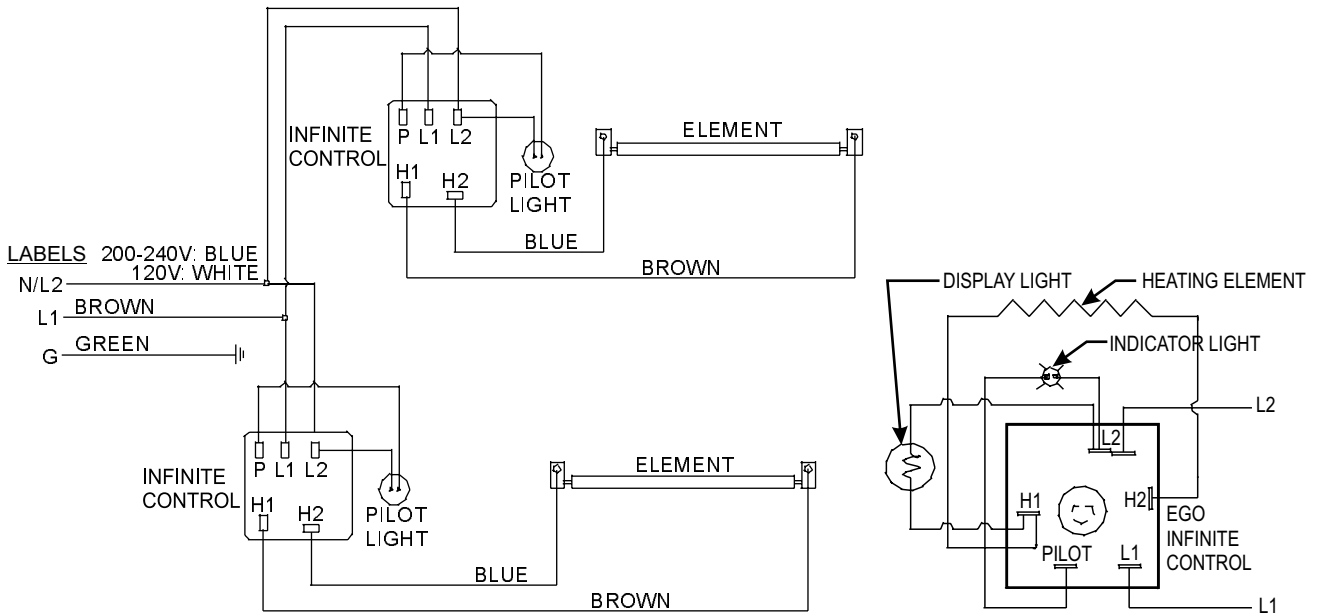 INFINITE
CONTROL
P L1 L2
H1
H2
PILOT
LIGHT
ELEMENT
BLUE
BROWN
LABELS 200-240V: BLUE
120V: WHITE
N/L2
L1 BROWN
G GREEN
INFINITE
CONTROL
P L1 L2
H1
H2
PILOT
LIGHT
ELEMENT
BLUE
BROWN
DISPLAY LIGHT
HEATING ELEMENT
INDICATOR LIGHT
L2
L2
H1
H2
EGO
INFINITE
CONTROL
PILOT
L1
L1